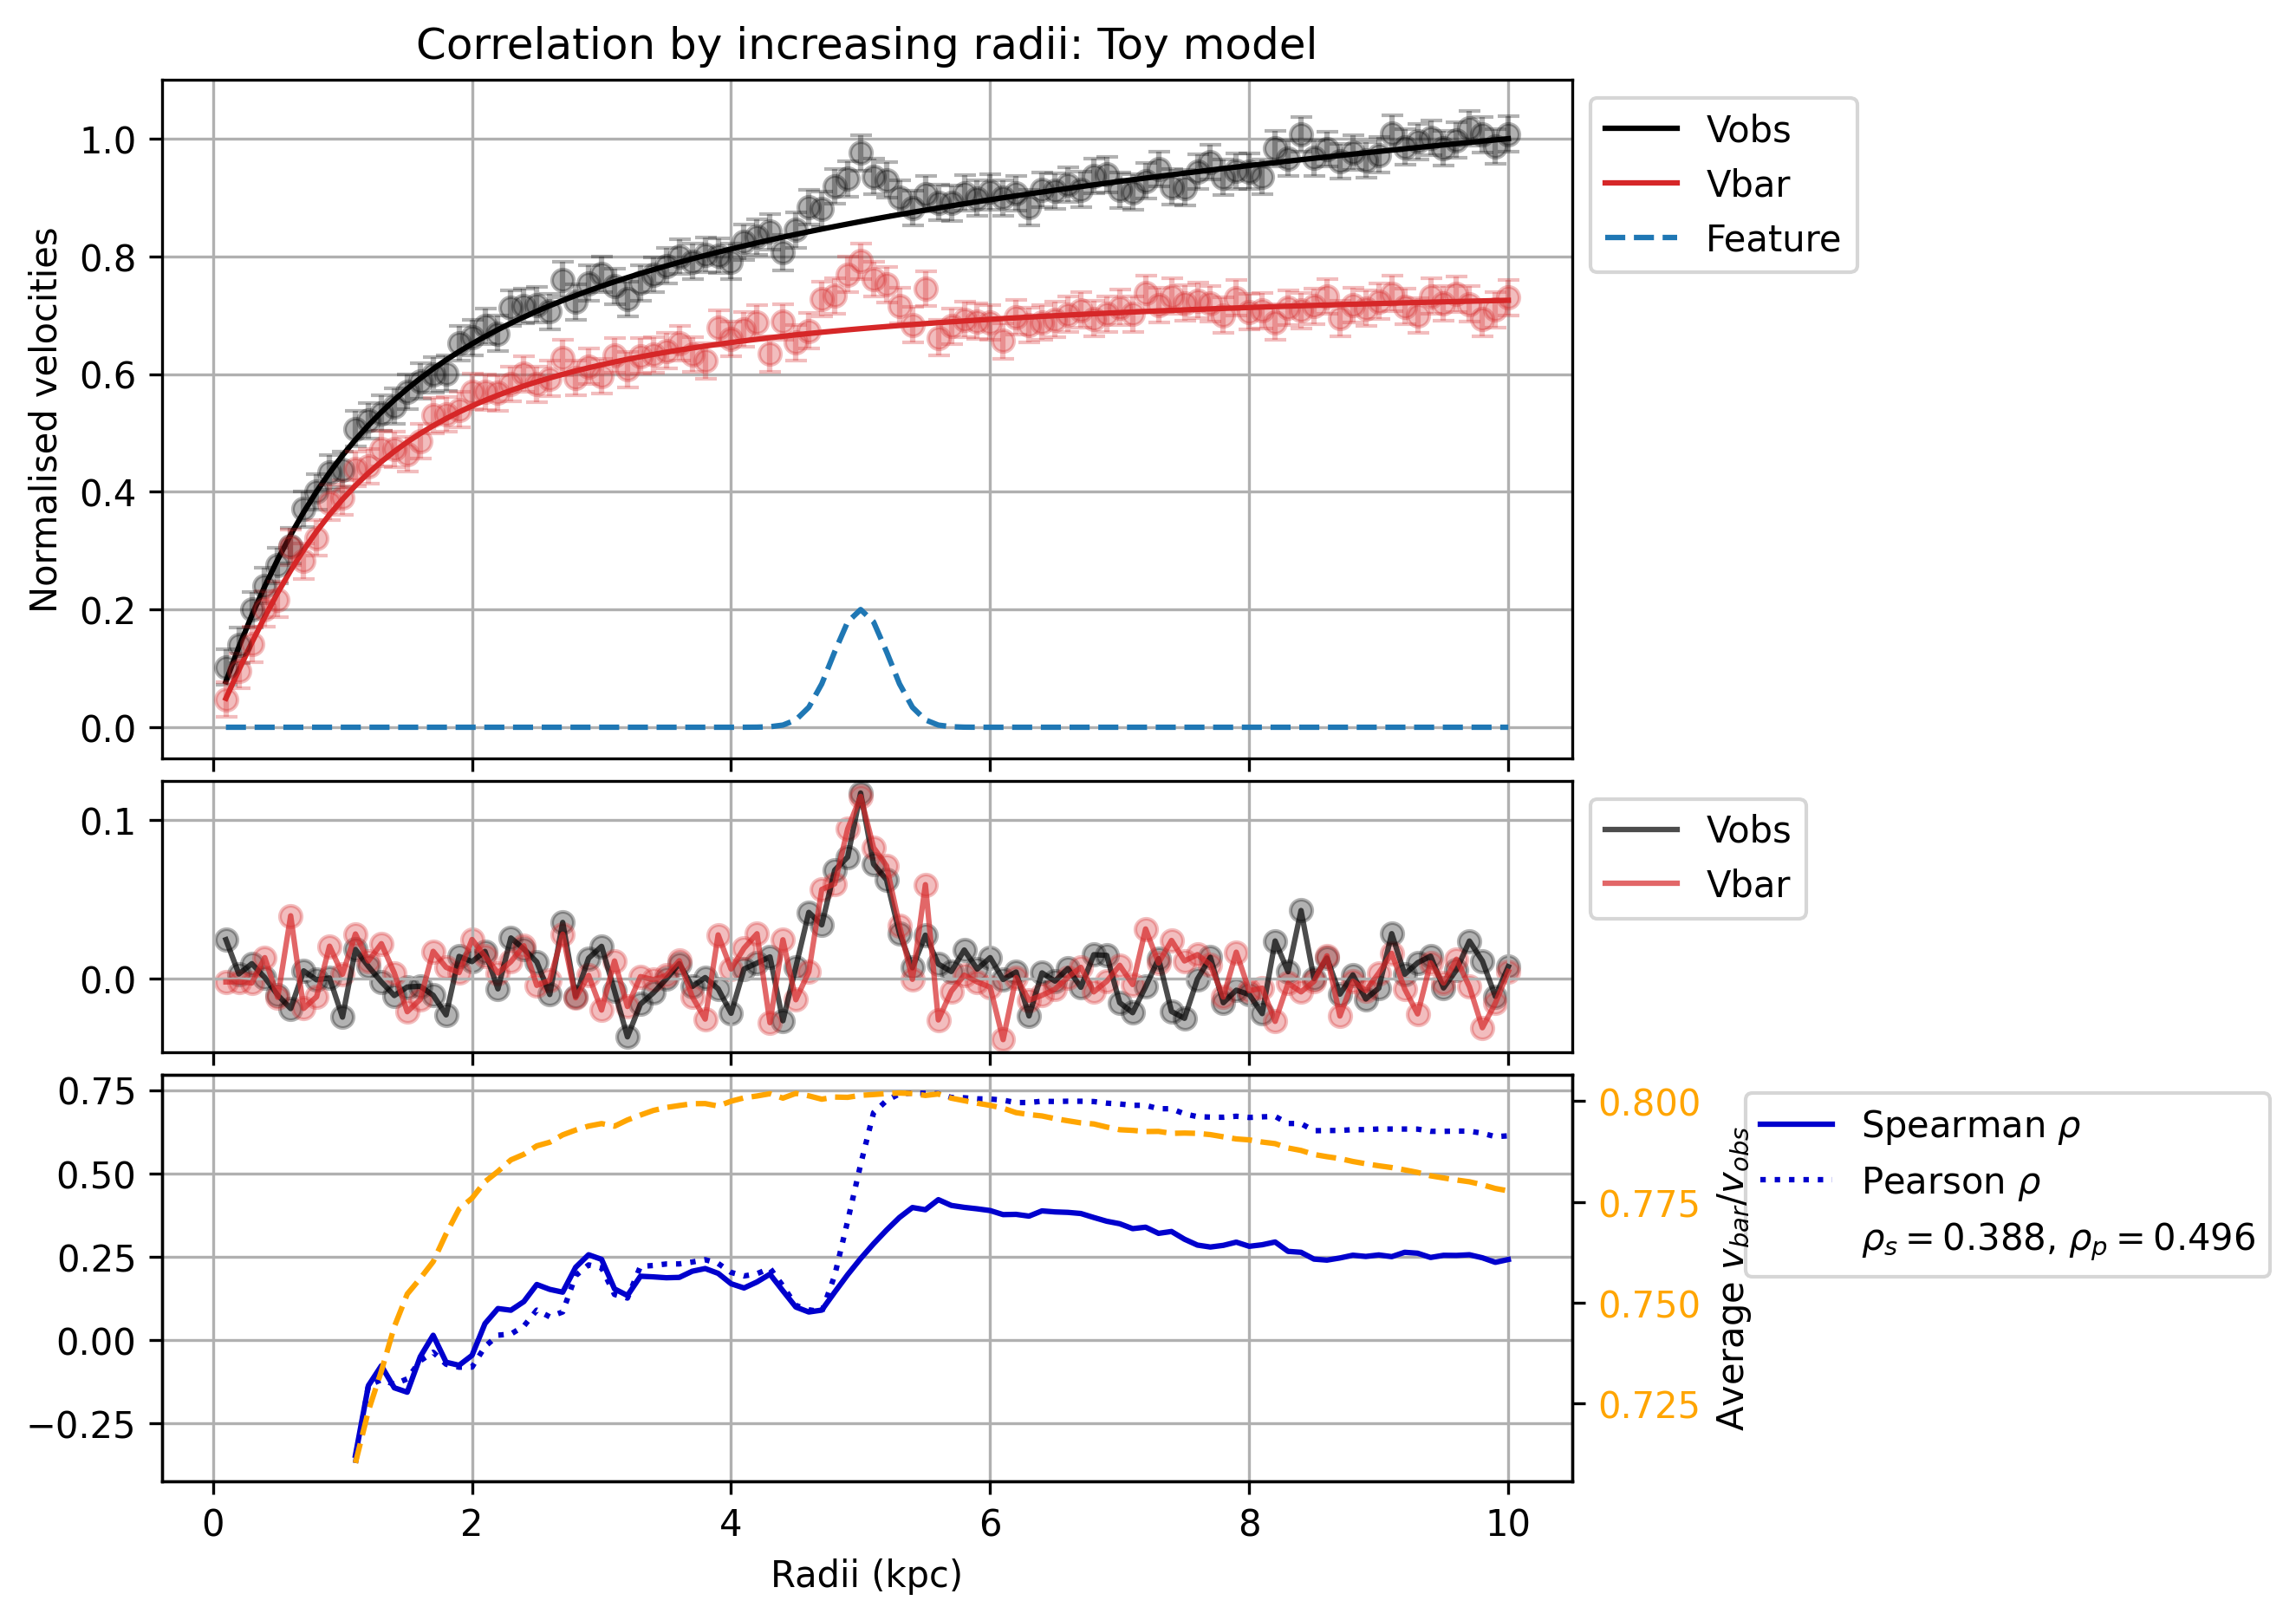 Correlation by increasing radii: Toy model
Normalised velocities
1.0
0.8
0.6
0.4
0.2
0.0
Vobs
Vbar
Feature
0.1
0.0
Vobs
Vbar
0.75
0.50
0.25
0.00
−0.25
0.800
0.775
0.750
0.725
Average v_bar/v_obs
Spearman ρ
Pearson ρ
ρ_s = 0.388, ρ_p = 0.496
0 2 4 6 8 10
Radii (kpc)